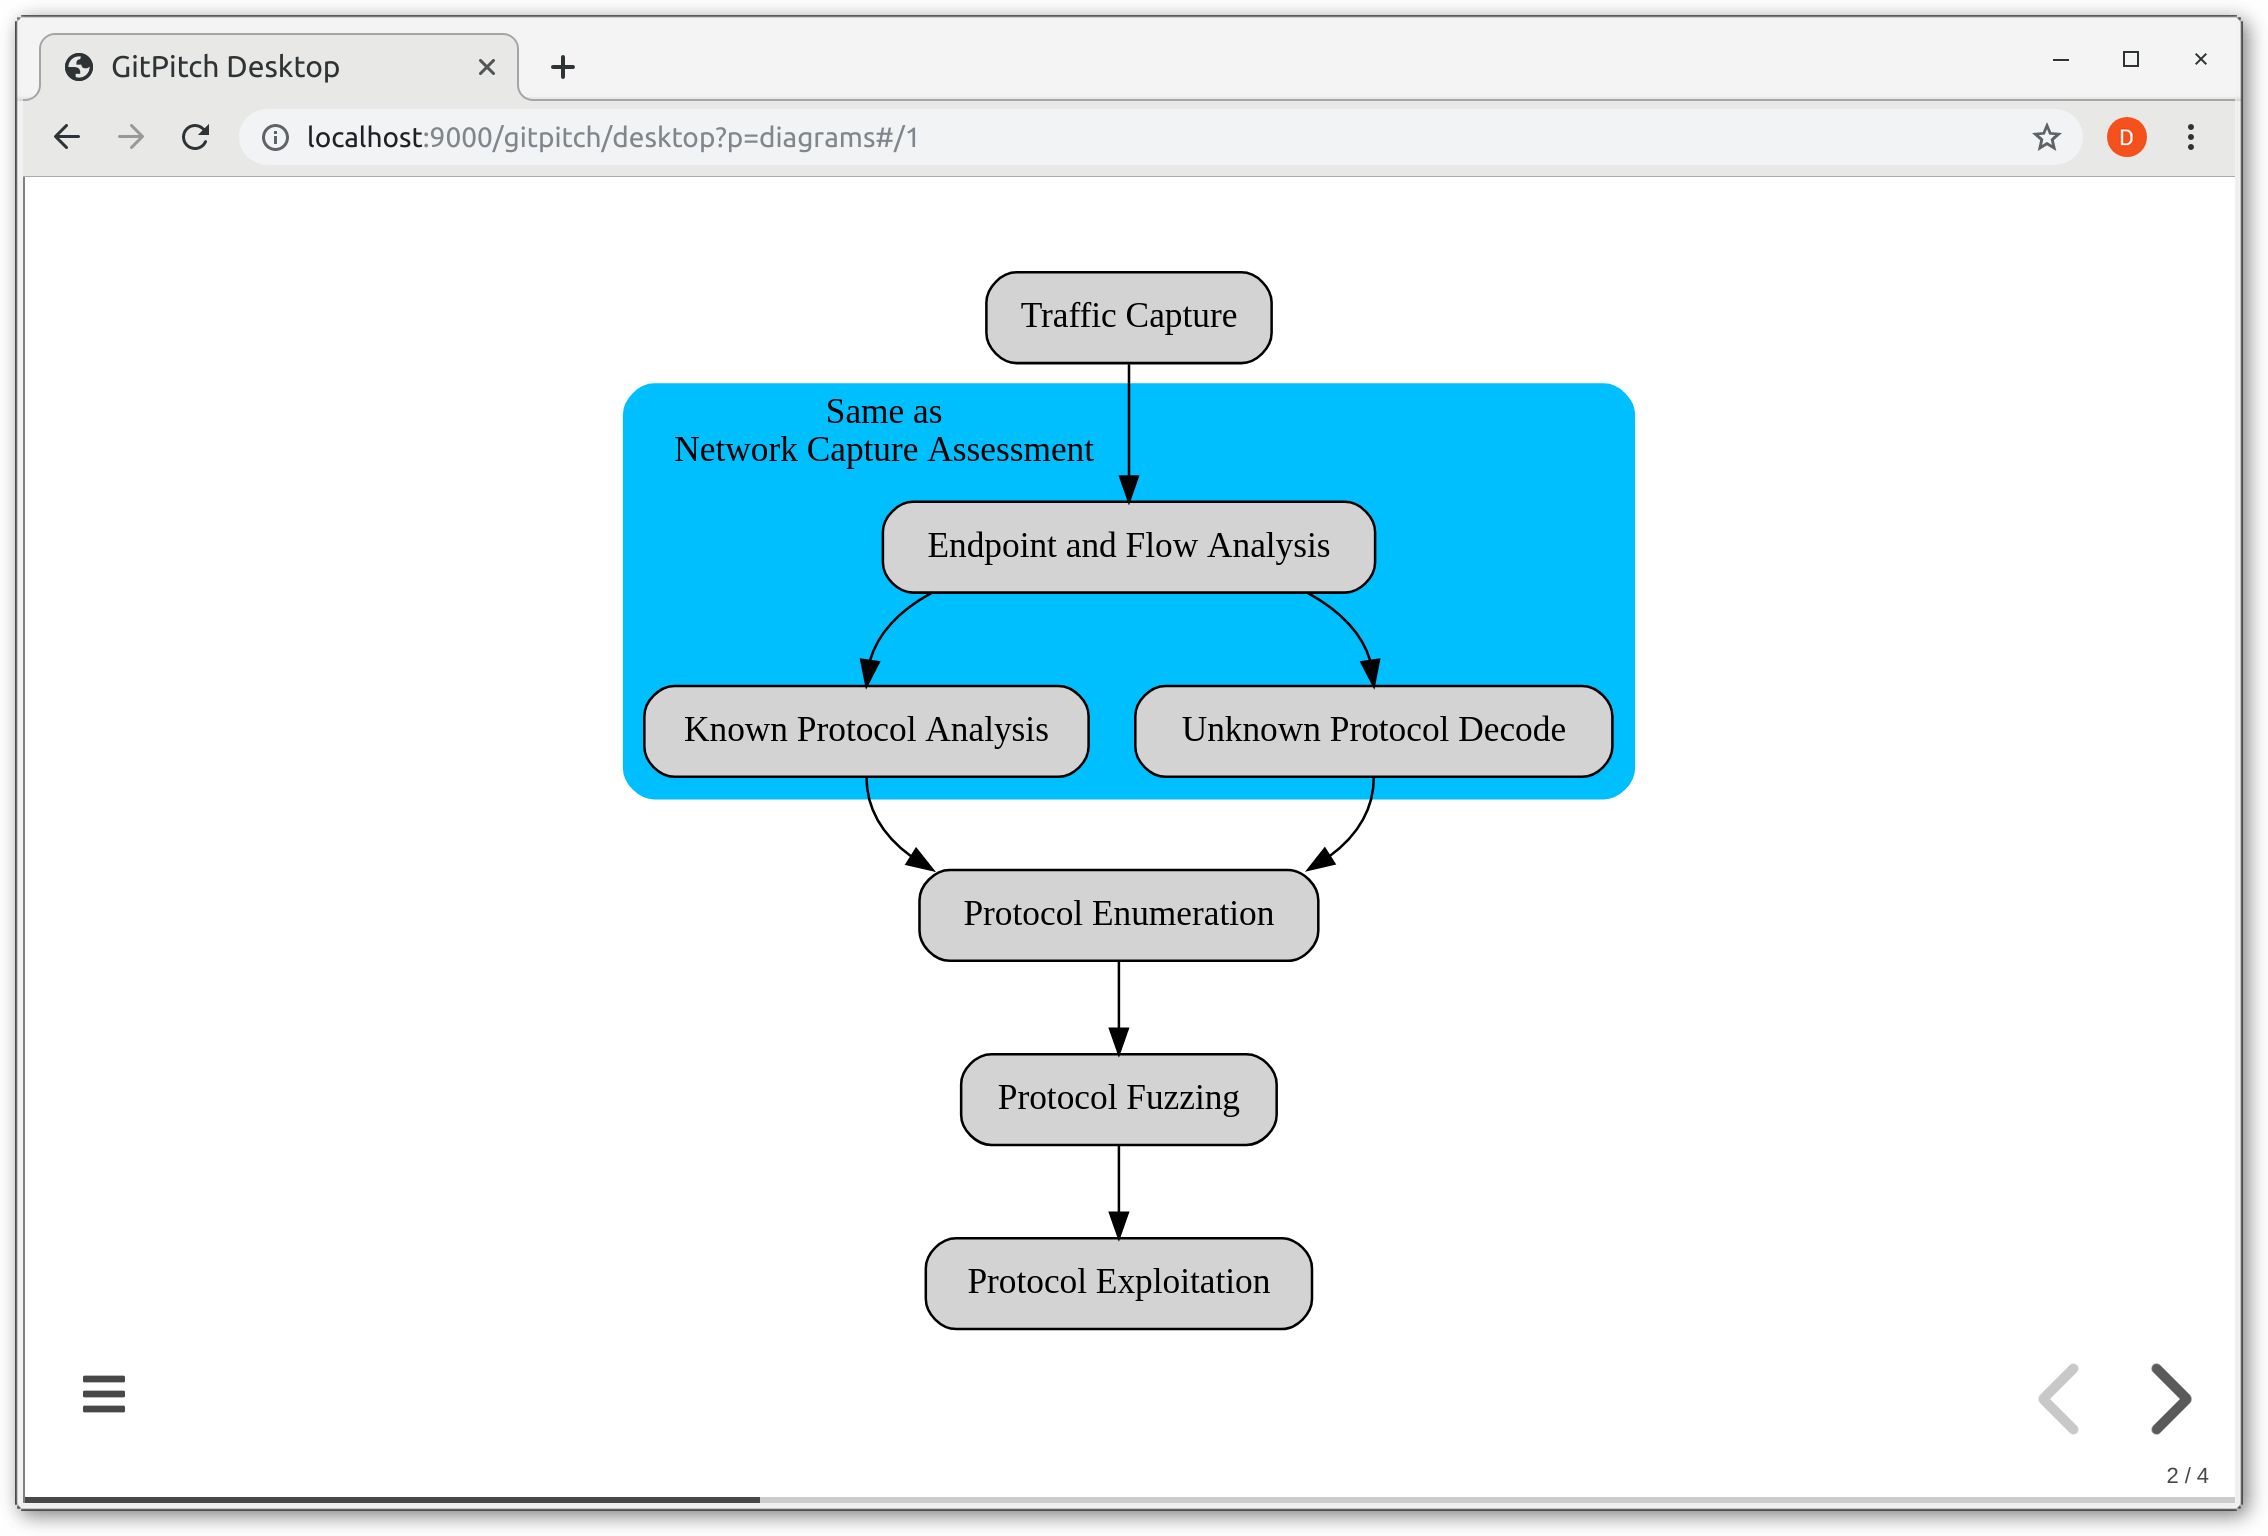 GitPitch Desktop
localhost:9000/gitpitch/desktop?p=diagrams#/1
D
Traffic Capture
Same as
Network Capture Assessment
Endpoint and Flow Analysis
Known Protocol Analysis
Unknown Protocol Decode
Protocol Enumeration
Protocol Fuzzing
Protocol Exploitation
2 / 4